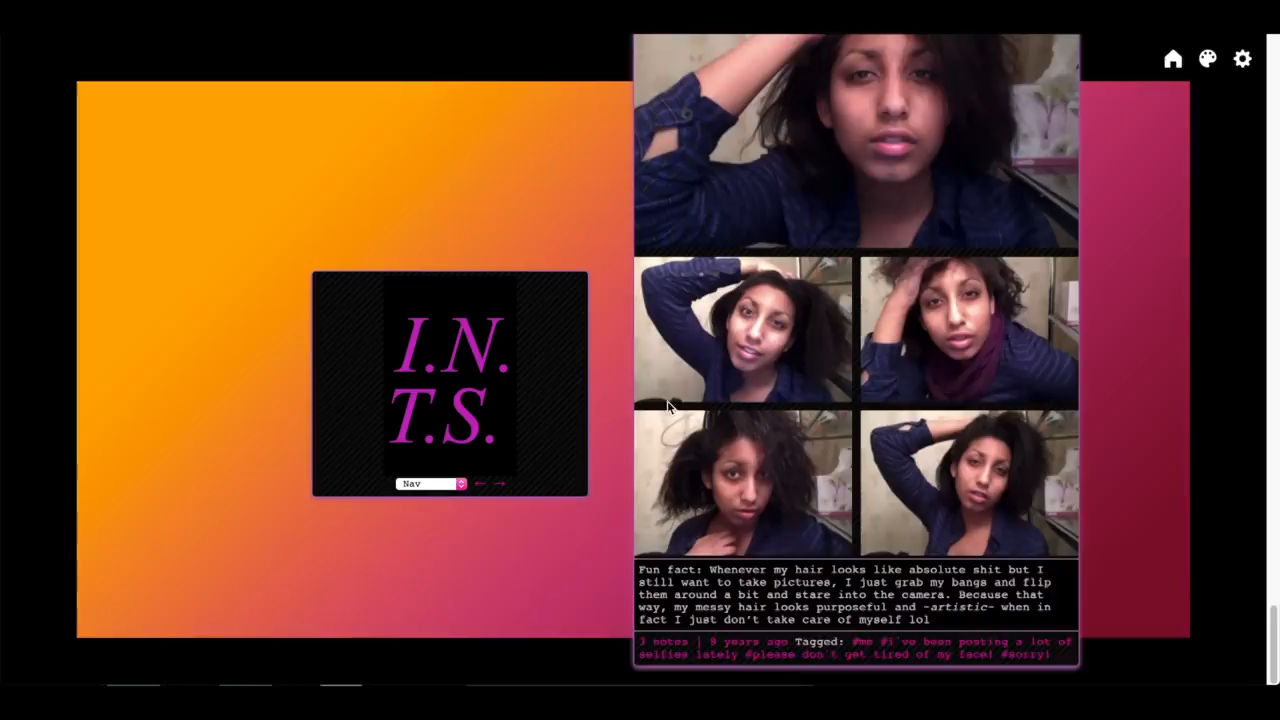 I.N.
T.S.
Nav ← →
Fun fact: Whenever my hair looks like absolute shit but I
still want to take pictures, I just grab my bangs and flip
them around a bit and stare into the camera. Because that
way, my messy hair looks purposeful and -artistic- when in
fact I just don't take care of myself lol
3 notes | 9 years ago Tagged: #me #i've been posting a lot of
selfies lately #please don't get tired of my face! #sorry!